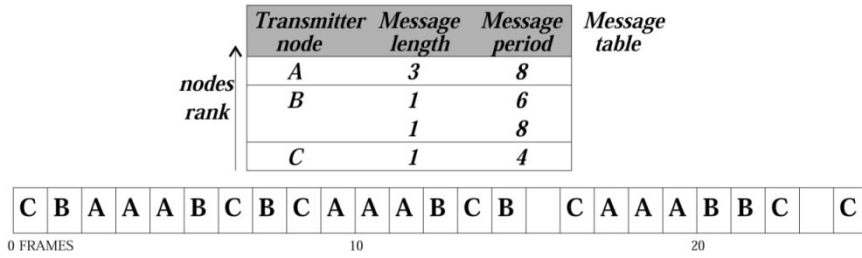 Transmitter Message Message Message
node length period table
nodes A 3 8
rank B 1 6
1 8
C 1 4
C B A A A B C B C A A A B C B C A A A B B C C
0 FRAMES 10 20